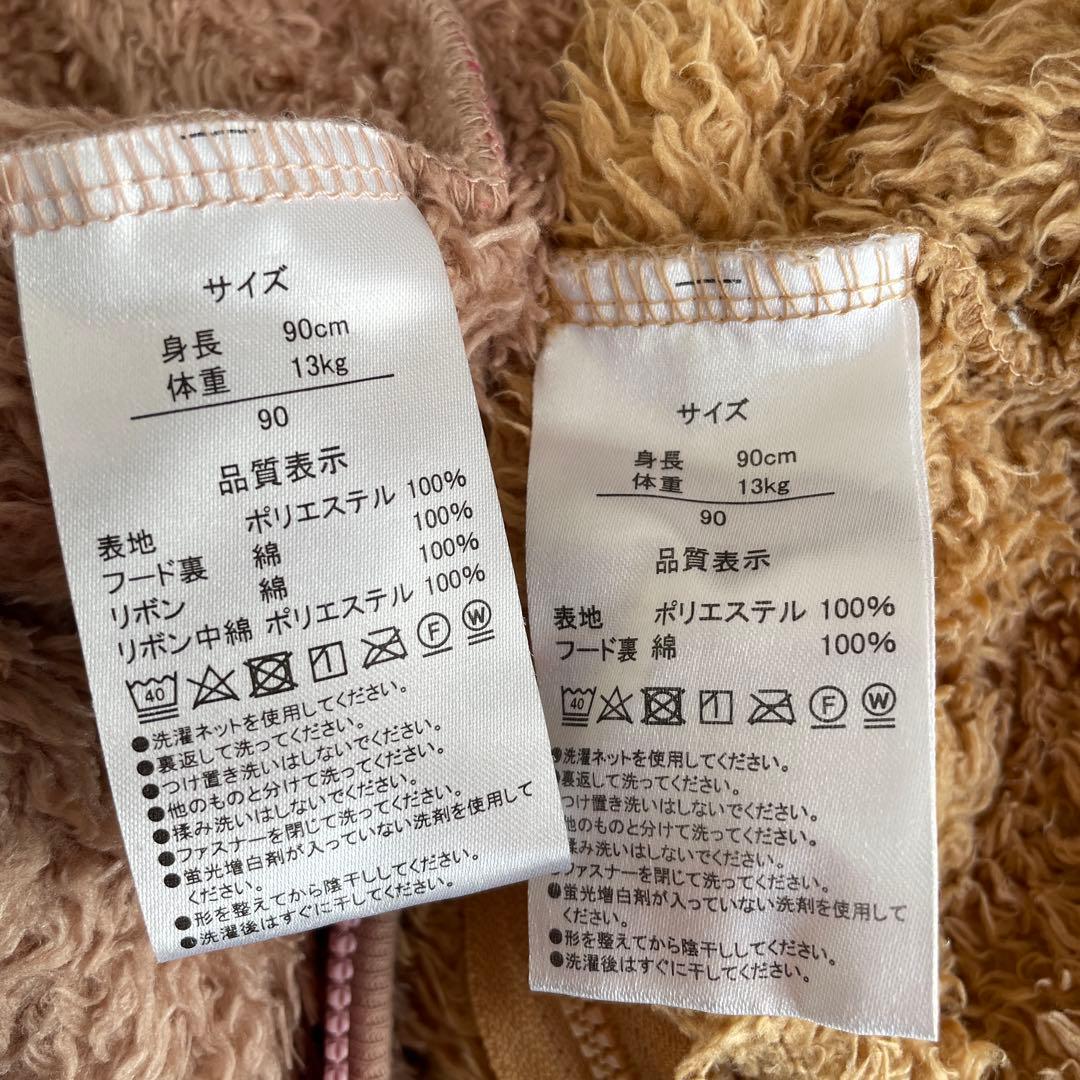 サイズ
身長 90cm
体重 13kg
90
品質表示
表地 ポリエステル 100%
フード裏 綿 100%
リボン 綿 100%
リボン中綿 ポリエステル 100%
40 F W
●洗濯ネットを使用してください。
●裏返して洗ってください。
●つけ置き洗いはしないでください。
●他のものと分けて洗ってください。
●揉み洗いはしないでください。
●ファスナーを閉じて洗ってください。
●蛍光増白剤が入っていない洗剤を使用して
ください。
●形を整えてから陰干ししてください。
●洗濯後はすぐに干してください。
サイズ
身長 90cm
体重 13kg
90
品質表示
表地 ポリエステル 100%
フード裏 綿 100%
40 F W
●洗濯ネットを使用してください。
●裏返して洗ってください。
つけ置き洗いはしないでください。
他のものと分けて洗ってください。
揉み洗いはしないでください。
●ファスナーを閉じて洗ってください。
●蛍光増白剤が入っていない洗剤を使用して
ください。
●形を整えてから陰干ししてください。
●洗濯後はすぐに干してください。